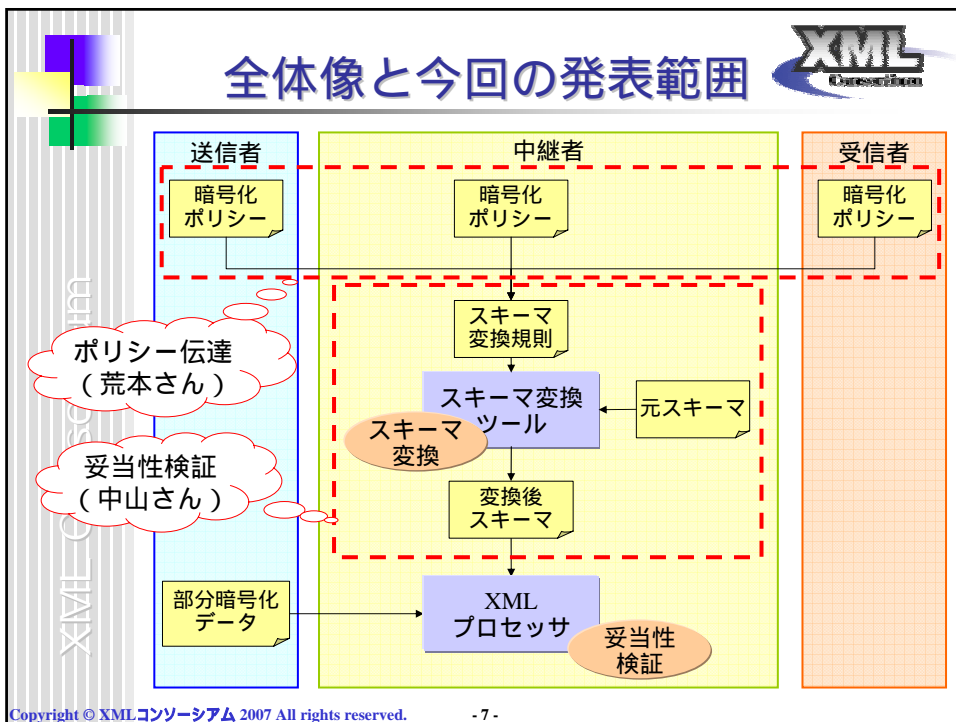 全体像と今回の発表範囲
XML
Consortium
送信者
中継者
受信者
暗号化
ポリシー
暗号化
ポリシー
暗号化
ポリシー
スキーマ
変換規則
ポリシー伝達
(荒本さん)
スキーマ変換
ツール
元スキーマ
スキーマ
変換
妥当性検証
(中山さん)
変換後
スキーマ
部分暗号化
データ
XML
プロセッサ
妥当性
検証
XML Consortium
Copyright © XMLコンソーシアム 2007 All rights reserved.
- 7 -